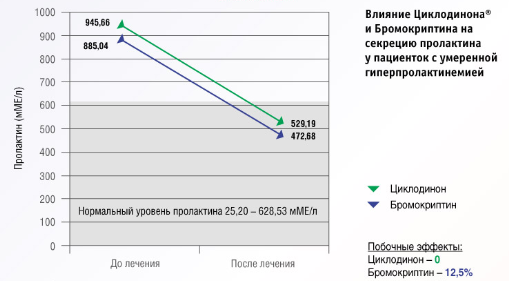 Влияние Циклодинона®
и Бромокриптина на
секрецию пролактина
у пациенток с умеренной
гиперпролактинемией
Пролактин (мМЕ/л)
1000
900
800
700
600
500
400
300
200
100
0
945,66
885,04
529,19
472,68
Нормальный уровень пролактина 25,20 – 628,53 мМЕ/л
До лечения
После лечения
Циклодинон
Бромокриптин
Побочные эффекты:
Циклодинон – 0
Бромокриптин – 12,5%